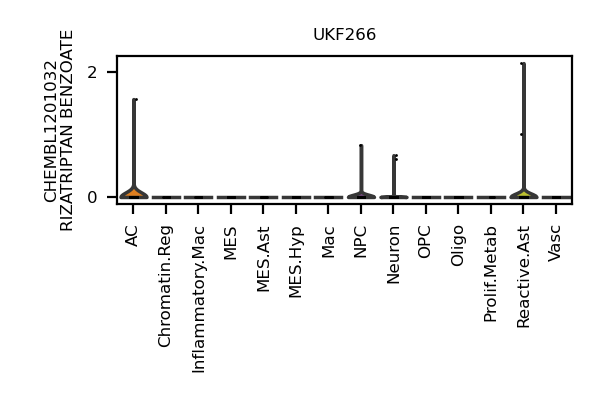 UKF266
CHEMBL1201032
RIZATRIPTAN BENZOATE
2
0
AC
Chromatin.Reg
Inflammatory.Mac
MES
MES.Ast
MES.Hyp
Mac
NPC
Neuron
OPC
Oligo
Prolif.Metab
Reactive.Ast
Vasc